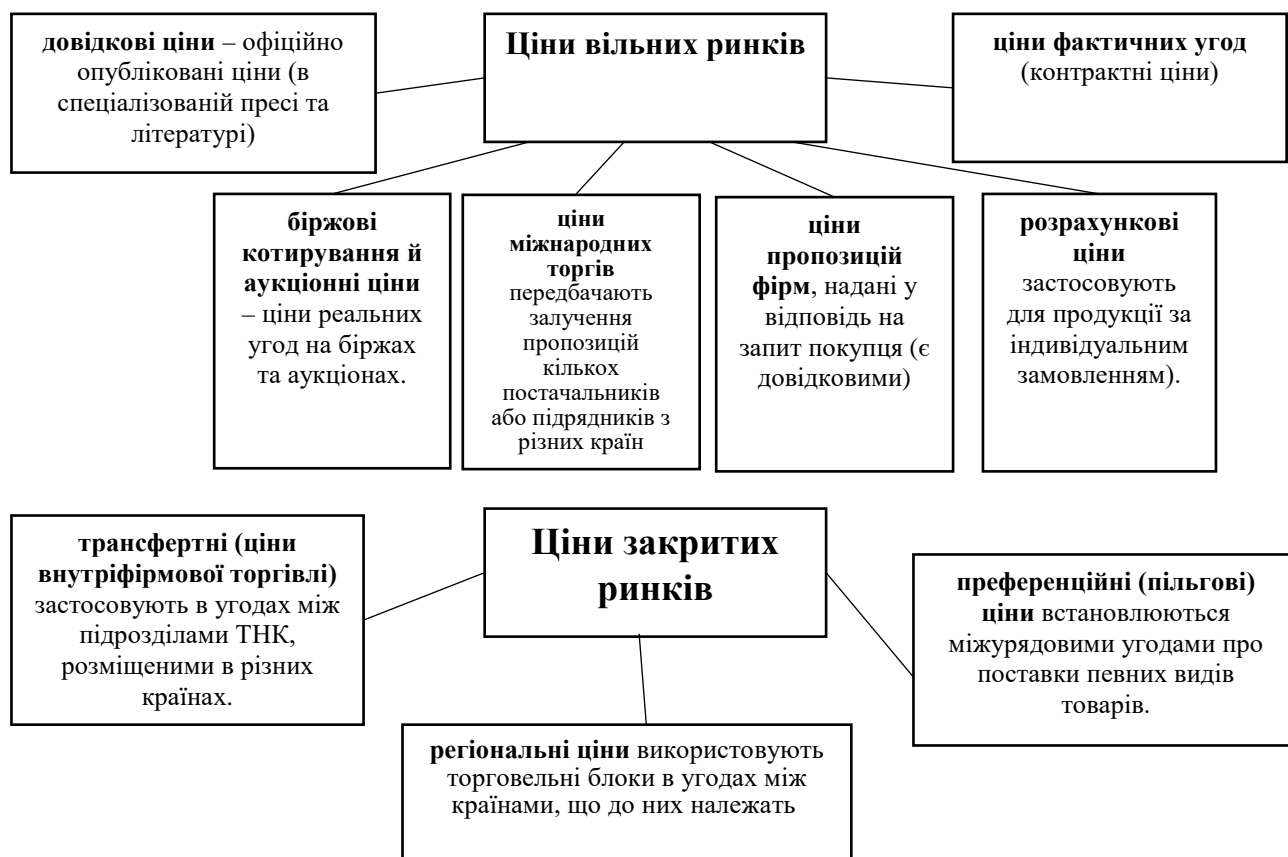 довідкові ціни – офіційно
опубліковані ціни (в
спеціалізованій пресі та
літературі)
Ціни вільних ринків
ціни фактичних угод
(контрактні ціни)
біржові
котирування й
аукціонні ціни
– ціни реальних
угод на біржах
та аукціонах.
ціни
міжнародних
торгів
передбачають
залучення
пропозицій
кількох
постачальників
або підрядників з
різних країн
ціни
пропозицій
фірм, надані у
відповідь на
запит покупця (є
довідковими)
розрахункові
ціни
застосовують
для продукції за
індивідуальним
замовленням).
трансфертні (ціни
внутріфірмової торгівлі)
застосовують в угодах між
підрозділами ТНК,
розміщеними в різних
країнах.
Ціни закритих
ринків
преференційні (пільгові)
ціни встановлюються
міжурядовими угодами про
поставки певних видів
товарів.
регіональні ціни використовують
торговельні блоки в угодах між
країнами, що до них належать